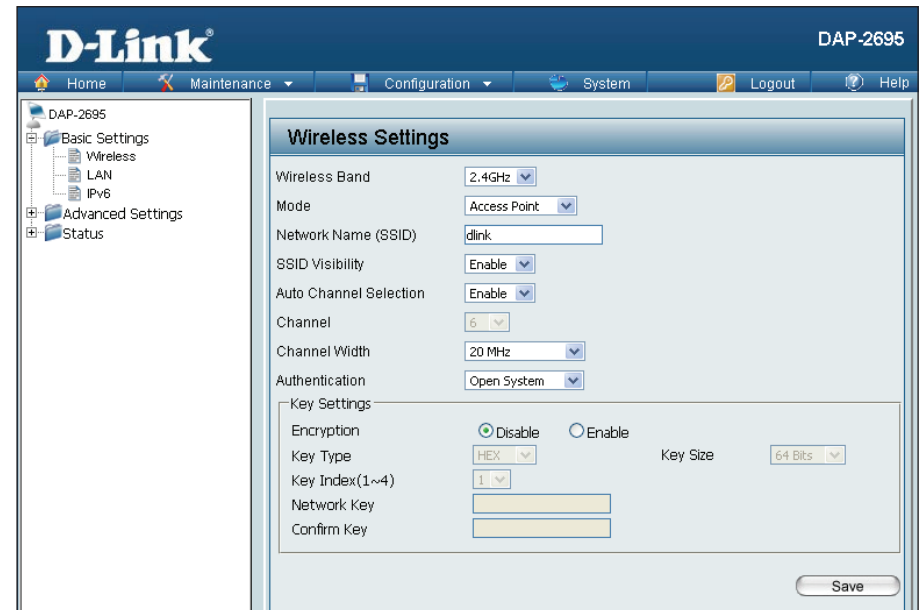 D-Link®
DAP-2695
Home Maintenance Configuration System Logout Help
DAP-2695
Basic Settings
Wireless
LAN
IPv6
Advanced Settings
Status
Wireless Settings
Wireless Band 2.4GHz
Mode Access Point
Network Name (SSID) dlink
SSID Visibility Enable
Auto Channel Selection Enable
Channel 6
Channel Width 20 MHz
Authentication Open System
Key Settings
Encryption Disable Enable
Key Type HEX Key Size 64 Bits
Key Index(1~4) 1
Network Key
Confirm Key
Save